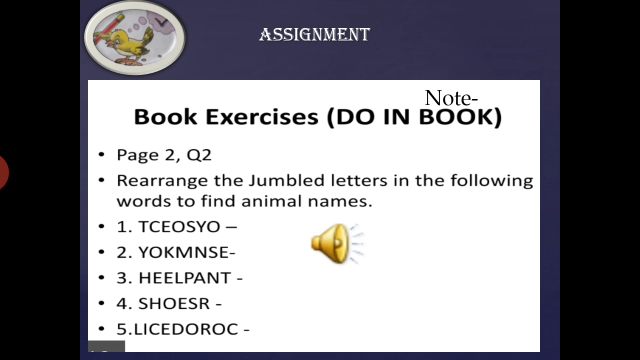 ASSIGNMENT
Note-
Book Exercises (DO IN BOOK)
• Page 2, Q2
• Rearrange the Jumbled letters in the following
words to find animal names.
• 1. TCEOSYO –
• 2. YOKMNSE-
• 3. HEELPANT -
• 4. SHOESR -
• 5.LICEDOROC -